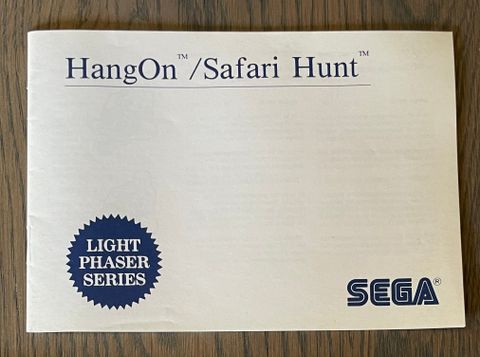 HangOn™/Safari Hunt™
LIGHT
PHASER
SERIES
SEGA®